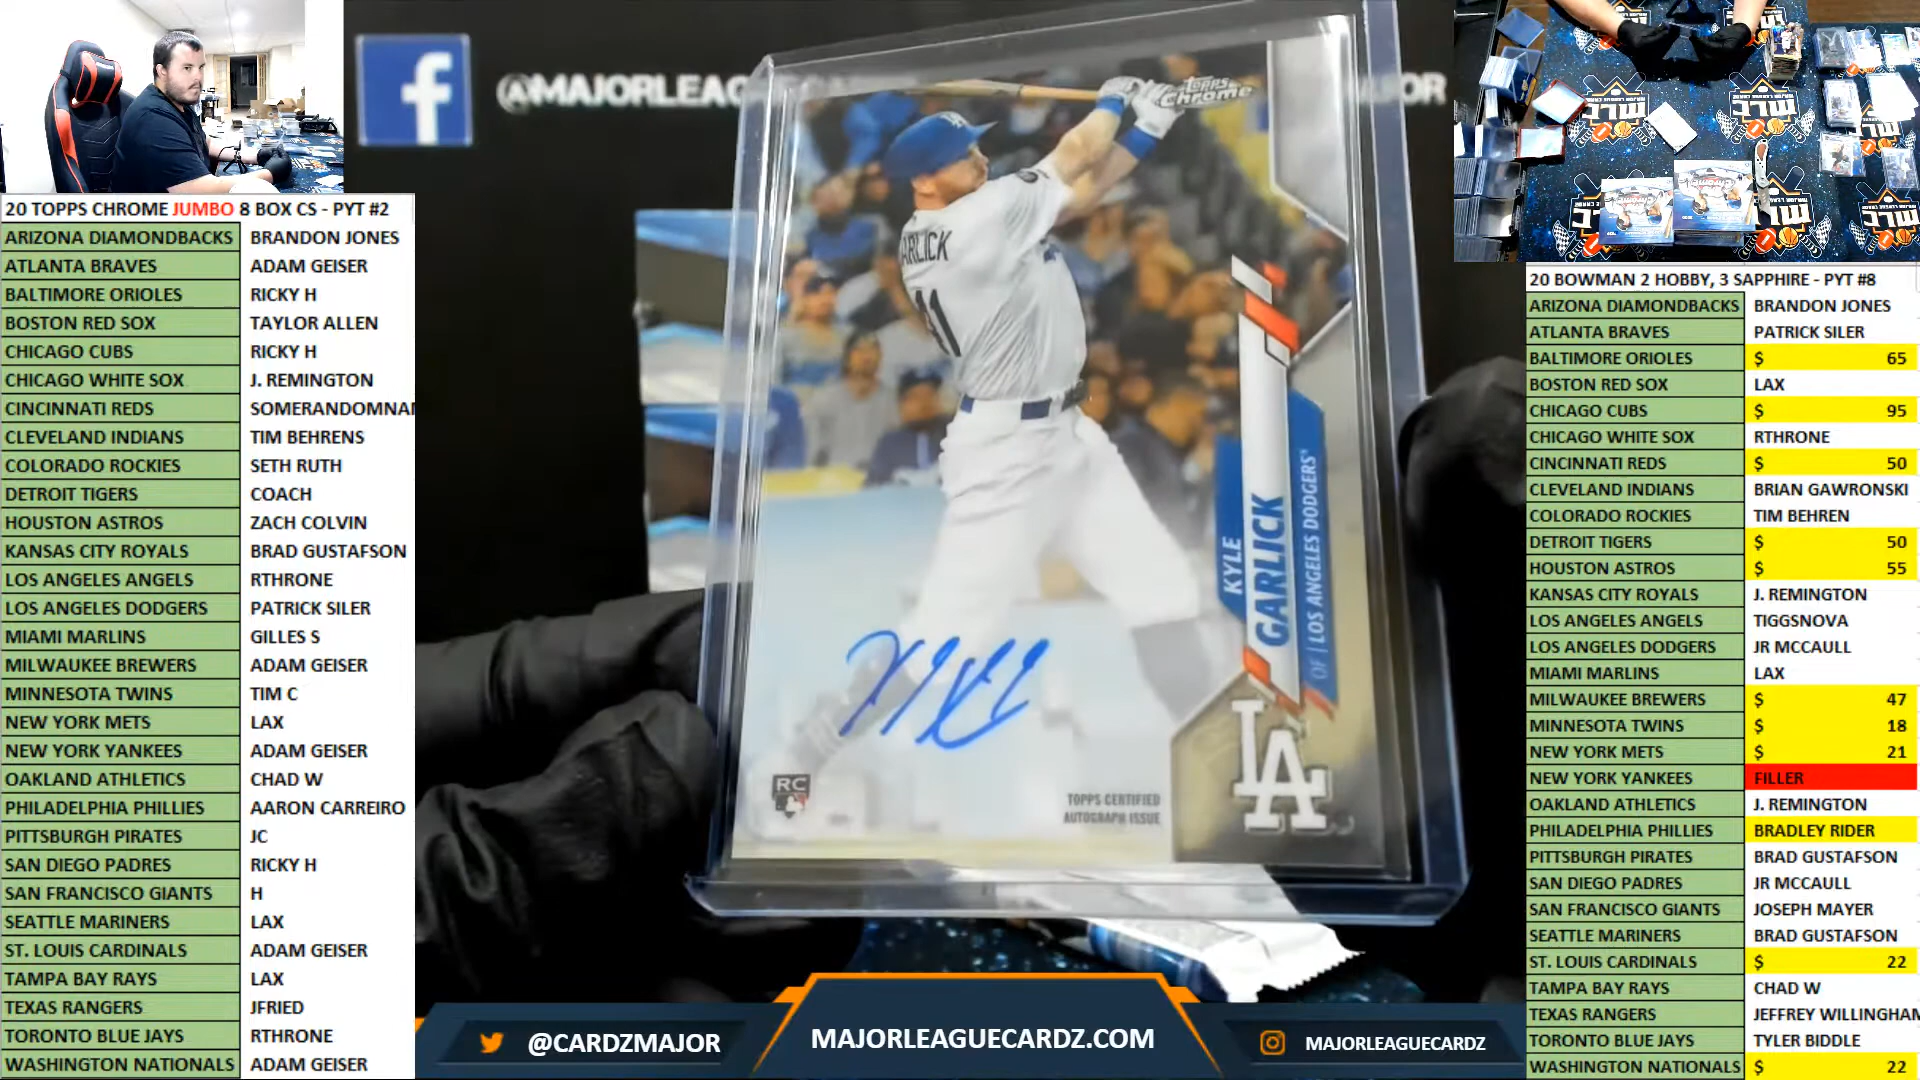 20 TOPPS CHROME JUMBO 8 BOX CS - PYT #2
ARIZONA DIAMONDBACKS BRANDON JONES
ATLANTA BRAVES ADAM GEISER
BALTIMORE ORIOLES RICKY H
BOSTON RED SOX TAYLOR ALLEN
CHICAGO CUBS RICKY H
CHICAGO WHITE SOX J. REMINGTON
CINCINNATI REDS SOMERANDOMNA
CLEVELAND INDIANS TIM BEHRENS
COLORADO ROCKIES SETH RUTH
DETROIT TIGERS COACH
HOUSTON ASTROS ZACH COLVIN
KANSAS CITY ROYALS BRAD GUSTAFSON
LOS ANGELES ANGELS RTHRONE
LOS ANGELES DODGERS PATRICK SILER
MIAMI MARLINS GILLES S
MILWAUKEE BREWERS ADAM GEISER
MINNESOTA TWINS TIM C
NEW YORK METS LAX
NEW YORK YANKEES ADAM GEISER
OAKLAND ATHLETICS CHAD W
PHILADELPHIA PHILLIES AARON CARREIRO
PITTSBURGH PIRATES JC
SAN DIEGO PADRES RICKY H
SAN FRANCISCO GIANTS H
SEATTLE MARINERS LAX
ST. LOUIS CARDINALS ADAM GEISER
TAMPA BAY RAYS LAX
TEXAS RANGERS JFRIED
TORONTO BLUE JAYS RTHRONE
WASHINGTON NATIONALS ADAM GEISER
f
@MAJORLEAGUECARDZ
Topps
Chrome
ARLICK
41
KYLE
GARLICK
OF | LOS ANGELES DODGERS
LA
RC
TOPPS CERTIFIED
AUTOGRAPH ISSUE
@CARDZMAJOR
MAJORLEAGUECARDZ.COM
MAJORLEAGUECARDZ
20 BOWMAN 2 HOBBY, 3 SAPPHIRE - PYT #8
ARIZONA DIAMONDBACKS BRANDON JONES
ATLANTA BRAVES PATRICK SILER
BALTIMORE ORIOLES $ 65
BOSTON RED SOX LAX
CHICAGO CUBS $ 95
CHICAGO WHITE SOX RTHRONE
CINCINNATI REDS $ 50
CLEVELAND INDIANS BRIAN GAWRONSKI
COLORADO ROCKIES TIM BEHREN
DETROIT TIGERS $ 50
HOUSTON ASTROS $ 55
KANSAS CITY ROYALS J. REMINGTON
LOS ANGELES ANGELS TIGGSNOVA
LOS ANGELES DODGERS JR MCCAULL
MIAMI MARLINS LAX
MILWAUKEE BREWERS $ 47
MINNESOTA TWINS $ 18
NEW YORK METS $ 21
NEW YORK YANKEES FILLER
OAKLAND ATHLETICS J. REMINGTON
PHILADELPHIA PHILLIES BRADLEY RIDER
PITTSBURGH PIRATES BRAD GUSTAFSON
SAN DIEGO PADRES JR MCCAULL
SAN FRANCISCO GIANTS JOSEPH MAYER
SEATTLE MARINERS BRAD GUSTAFSON
ST. LOUIS CARDINALS $ 22
TAMPA BAY RAYS CHAD W
TEXAS RANGERS JEFFREY WILLINGHAM
TORONTO BLUE JAYS TYLER BIDDLE
WASHINGTON NATIONALS $ 22